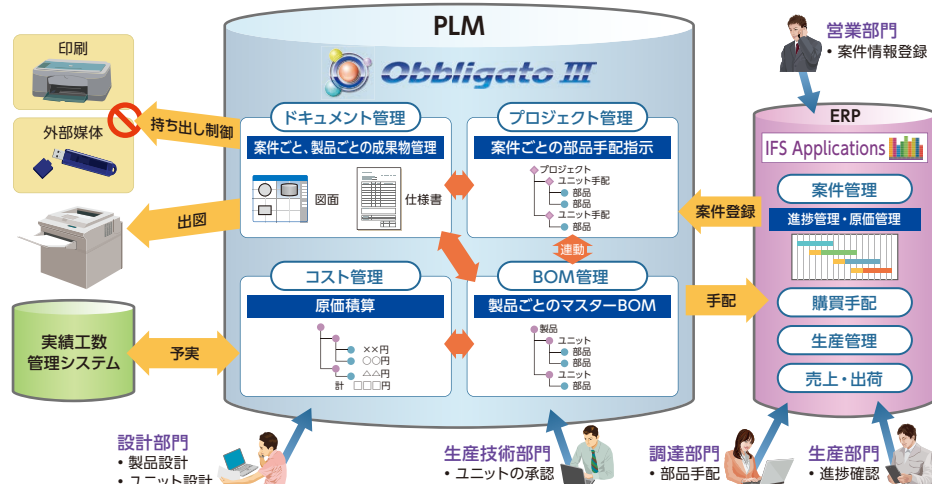 PLM
Obbligato III
印刷
外部媒体
持ち出し制御
出図
実績工数
管理システム
予実
ドキュメント管理
案件ごと、製品ごとの成果物管理
図面
仕様書
プロジェクト管理
案件ごとの部品手配指示
プロジェクト
ユニット手配
部品
部品
ユニット手配
部品
連動
コスト管理
原価積算
××円
○○円
△△円
計 □□□円
BOM管理
製品ごとのマスターBOM
製品
ユニット
部品
部品
ユニット
部品
案件登録
手配
営業部門
・案件情報登録
ERP
IFS Applications
案件管理
進捗管理・原価管理
購買手配
生産管理
売上・出荷
設計部門
・製品設計
・ユニット設計
生産技術部門
・ユニットの承認
調達部門
・部品手配
生産部門
・進捗確認